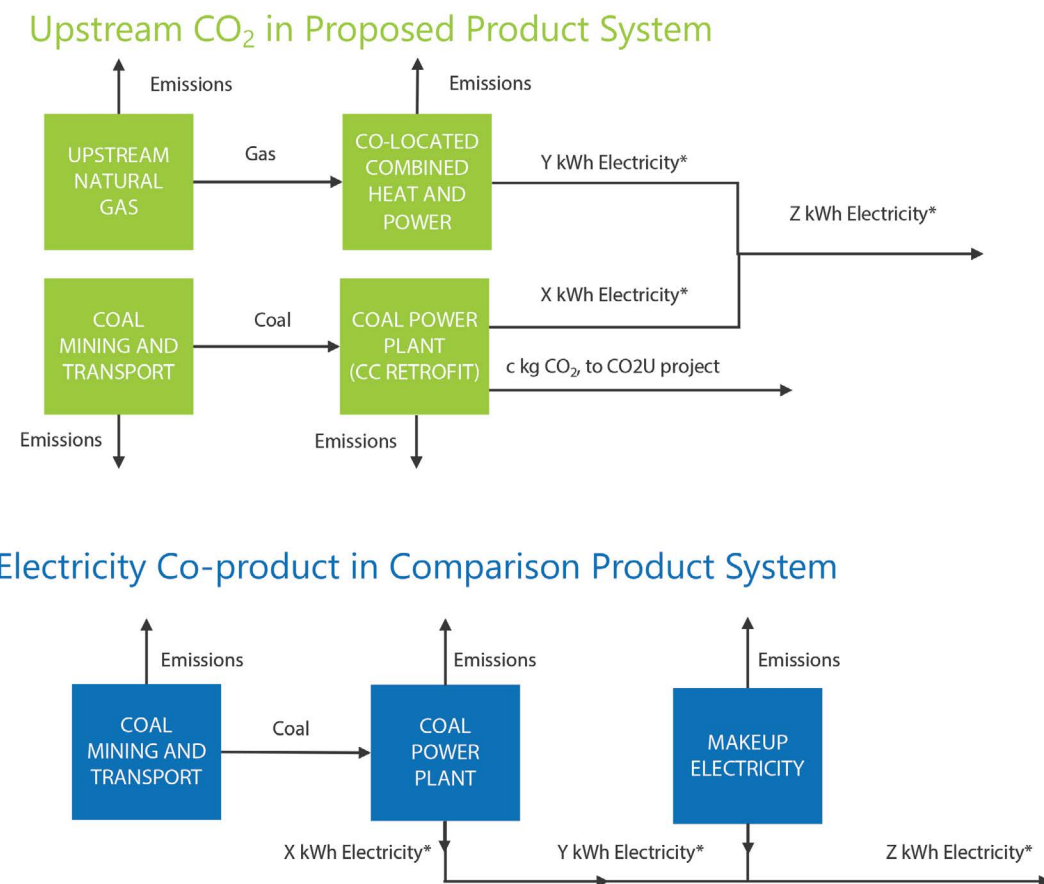 Upstream CO₂ in Proposed Product System
Emissions
Emissions
UPSTREAM
NATURAL
GAS
Gas
CO-LOCATED
COMBINED
HEAT AND
POWER
Y kWh Electricity*
Z kWh Electricity*
COAL
MINING AND
TRANSPORT
Coal
COAL POWER
PLANT
(CC RETROFIT)
X kWh Electricity*
c kg CO₂, to CO2U project
Emissions
Emissions
Electricity Co-product in Comparison Product System
Emissions
Emissions
Emissions
COAL
MINING AND
TRANSPORT
Coal
COAL
POWER
PLANT
MAKEUP
ELECTRICITY
X kWh Electricity*
Y kWh Electricity*
Z kWh Electricity*